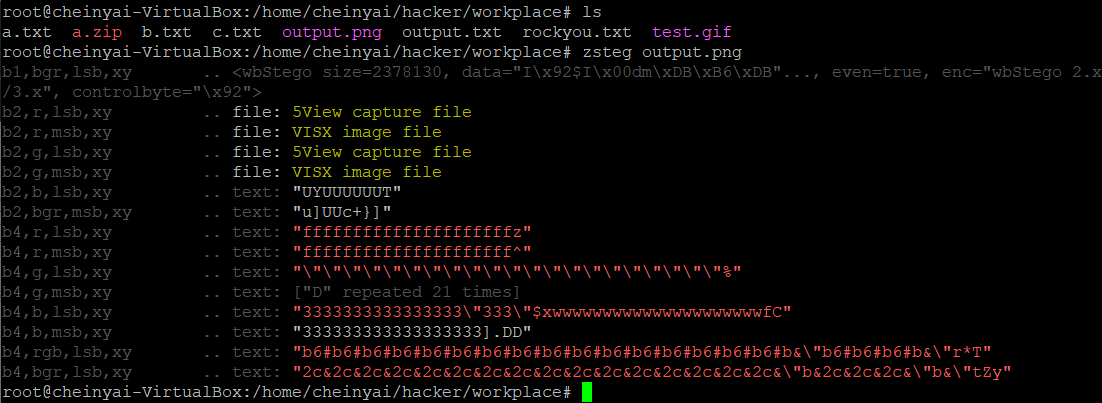 root@cheinyai-VirtualBox:/home/cheinyai/hacker/workplace# ls
a.txt  a.zip  b.txt  c.txt  output.png  output.txt  rockyou.txt  test.gif
root@cheinyai-VirtualBox:/home/cheinyai/hacker/workplace# zsteg output.png
b1,bgr,lsb,xy         .. <wbStego size=2378130, data="I\x92$I\x00dm\xDB\xB6\xDB"..., even=true, enc="wbStego 2.x
/3.x", controlbyte="\x92">
b2,r,lsb,xy           .. file: 5View capture file
b2,r,msb,xy           .. file: VISX image file
b2,g,lsb,xy           .. file: 5View capture file
b2,g,msb,xy           .. file: VISX image file
b2,b,lsb,xy           .. text: "UYUUUUUUT"
b2,bgr,msb,xy         .. text: "u]UUc+}]"
b4,r,lsb,xy           .. text: "fffffffffffffffffffffz"
b4,r,msb,xy           .. text: "fffffffffffffffffffff^"
b4,g,lsb,xy           .. text: "\"\"\"\"\"\"\"\"\"\"\"\"\"\"\"\"\"\"\"\"\"%"
b4,g,msb,xy           .. text: ["D" repeated 21 times]
b4,b,lsb,xy           .. text: "3333333333333333\"333\"$xwwwwwwwwwwwwwwwwwwwwwfC"
b4,b,msb,xy           .. text: "333333333333333333].DD"
b4,rgb,lsb,xy         .. text: "b6#b6#b6#b6#b6#b6#b6#b6#b6#b6#b6#b6#b6#b6#b6#b6#b&\"b6#b6#b6#b&\"r*T"
b4,bgr,lsb,xy         .. text: "2c&2c&2c&2c&2c&2c&2c&2c&2c&2c&2c&2c&2c&2c&2c&2c&\"b&2c&2c&2c&\"b&\"tZy"
root@cheinyai-VirtualBox:/home/cheinyai/hacker/workplace#